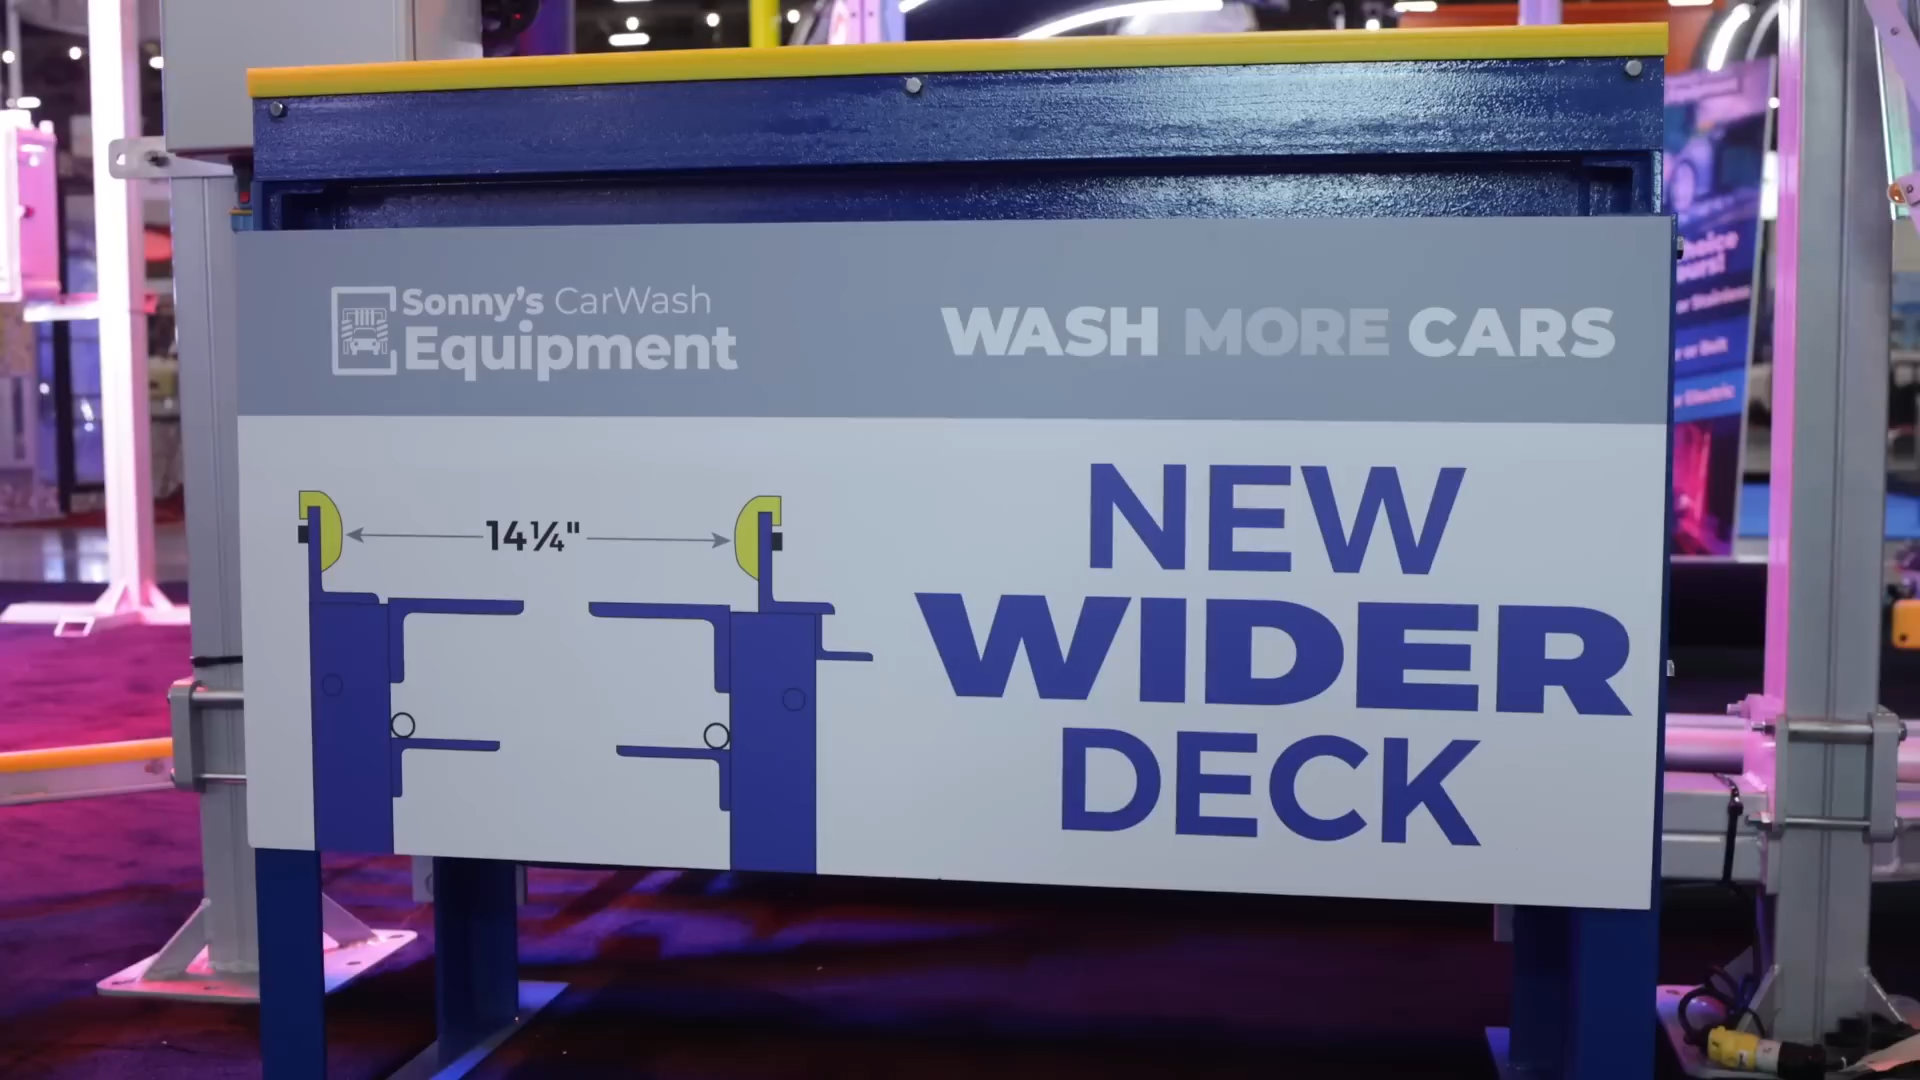 Sonny's CarWash
Equipment
WASH MORE CARS
14¼"
NEW
WIDER
DECK